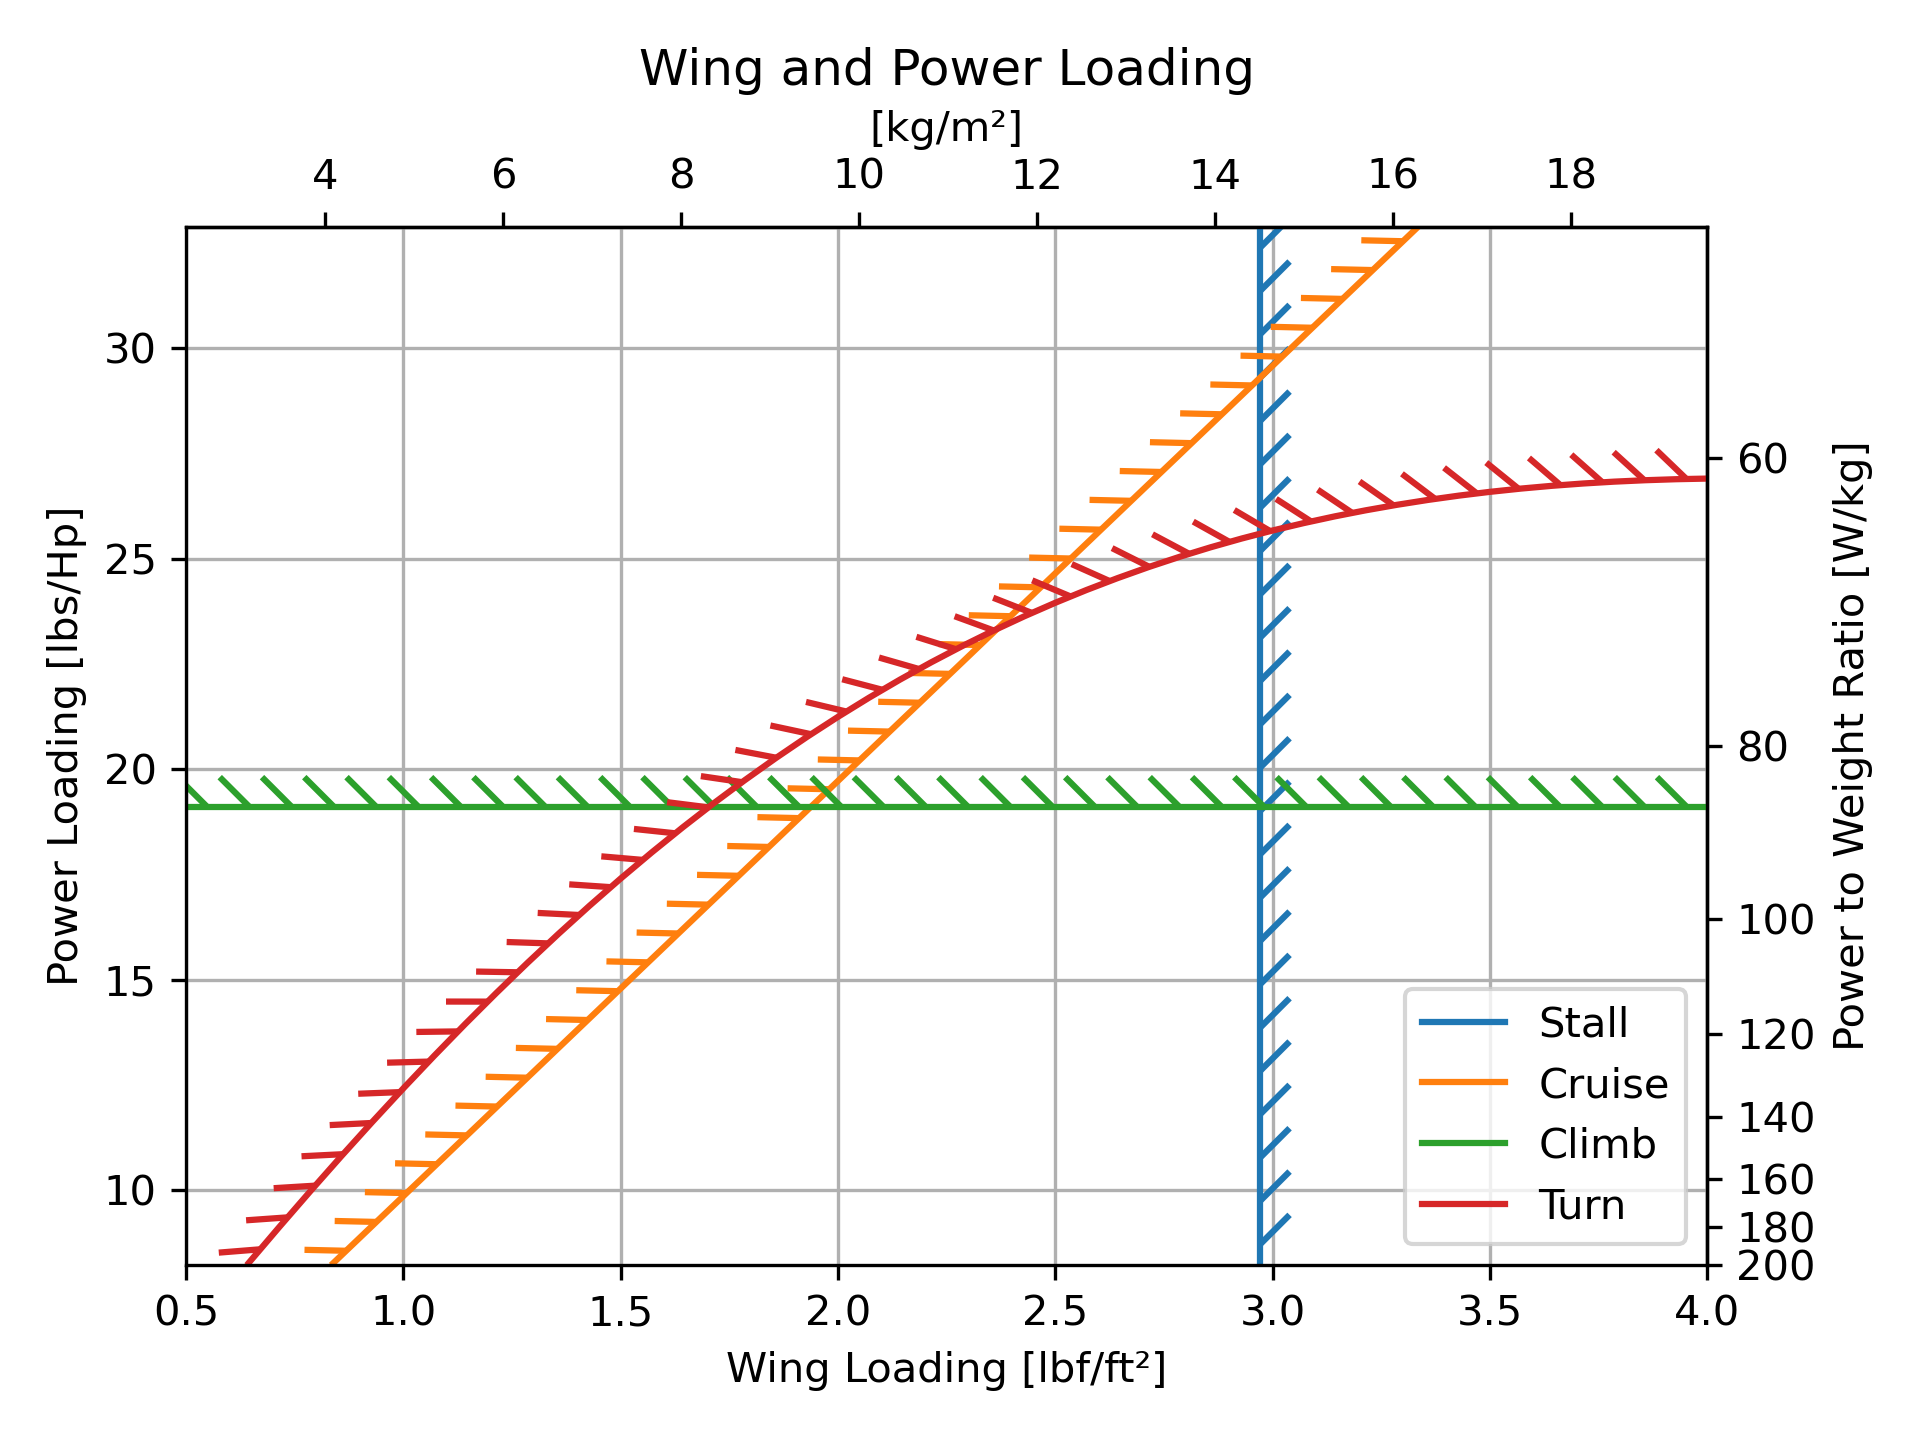 Wing and Power Loading
[kg/m²]
4 6 8 10 12 14 16 18
Power Loading [lbs/Hp]
30
25
20
15
10
60
80
100
120
140
160
180
200
Power to Weight Ratio [W/kg]
Stall
Cruise
Climb
Turn
0.5 1.0 1.5 2.0 2.5 3.0 3.5 4.0
Wing Loading [lbf/ft²]